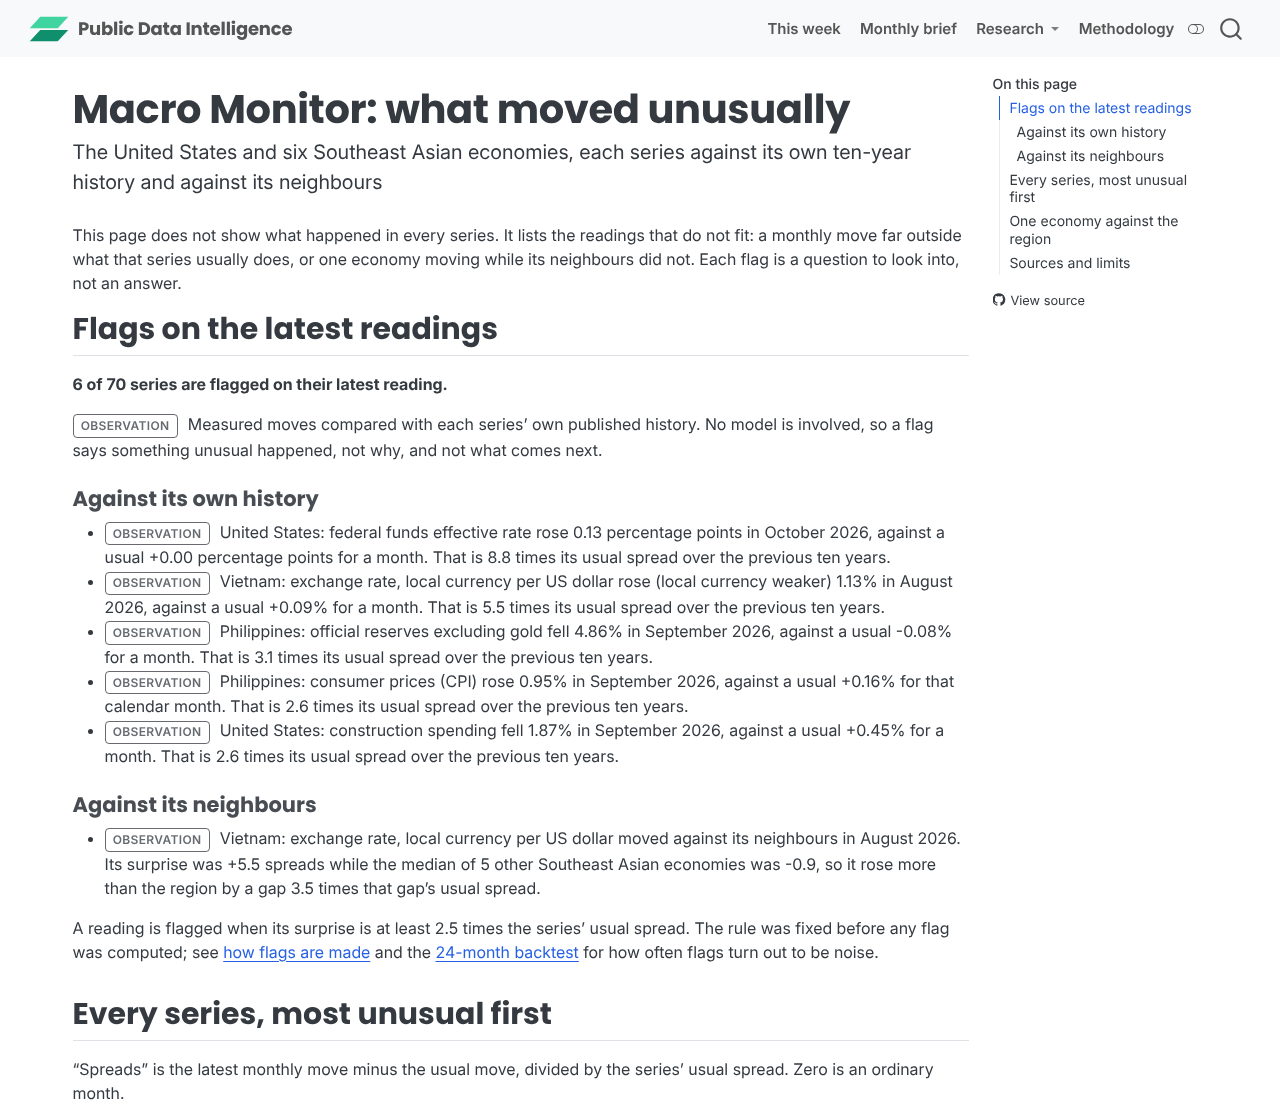 Public Data Intelligence
This week
Monthly brief
Research
Methodology
Macro Monitor: what moved unusually
The United States and six Southeast Asian economies, each series against its own ten-year
history and against its neighbours
This page does not show what happened in every series. It lists the readings that do not fit: a monthly move far outside
what that series usually does, or one economy moving while its neighbours did not. Each flag is a question to look into,
not an answer.
Flags on the latest readings
6 of 70 series are flagged on their latest reading.
OBSERVATION Measured moves compared with each series’ own published history. No model is involved, so a flag
says something unusual happened, not why, and not what comes next.
Against its own history
• OBSERVATION United States: federal funds effective rate rose 0.13 percentage points in October 2026, against a
usual +0.00 percentage points for a month. That is 8.8 times its usual spread over the previous ten years.
• OBSERVATION Vietnam: exchange rate, local currency per US dollar rose (local currency weaker) 1.13% in August
2026, against a usual +0.09% for a month. That is 5.5 times its usual spread over the previous ten years.
• OBSERVATION Philippines: official reserves excluding gold fell 4.86% in September 2026, against a usual -0.08%
for a month. That is 3.1 times its usual spread over the previous ten years.
• OBSERVATION Philippines: consumer prices (CPI) rose 0.95% in September 2026, against a usual +0.16% for that
calendar month. That is 2.6 times its usual spread over the previous ten years.
• OBSERVATION United States: construction spending fell 1.87% in September 2026, against a usual +0.45% for a
month. That is 2.6 times its usual spread over the previous ten years.
Against its neighbours
• OBSERVATION Vietnam: exchange rate, local currency per US dollar moved against its neighbours in August 2026.
Its surprise was +5.5 spreads while the median of 5 other Southeast Asian economies was -0.9, so it rose more
than the region by a gap 3.5 times that gap’s usual spread.
A reading is flagged when its surprise is at least 2.5 times the series’ usual spread. The rule was fixed before any flag
was computed; see how flags are made and the 24-month backtest for how often flags turn out to be noise.
Every series, most unusual first
“Spreads” is the latest monthly move minus the usual move, divided by the series’ usual spread. Zero is an ordinary
month.
On this page
Flags on the latest readings
Against its own history
Against its neighbours
Every series, most unusual
first
One economy against the
region
Sources and limits
View source